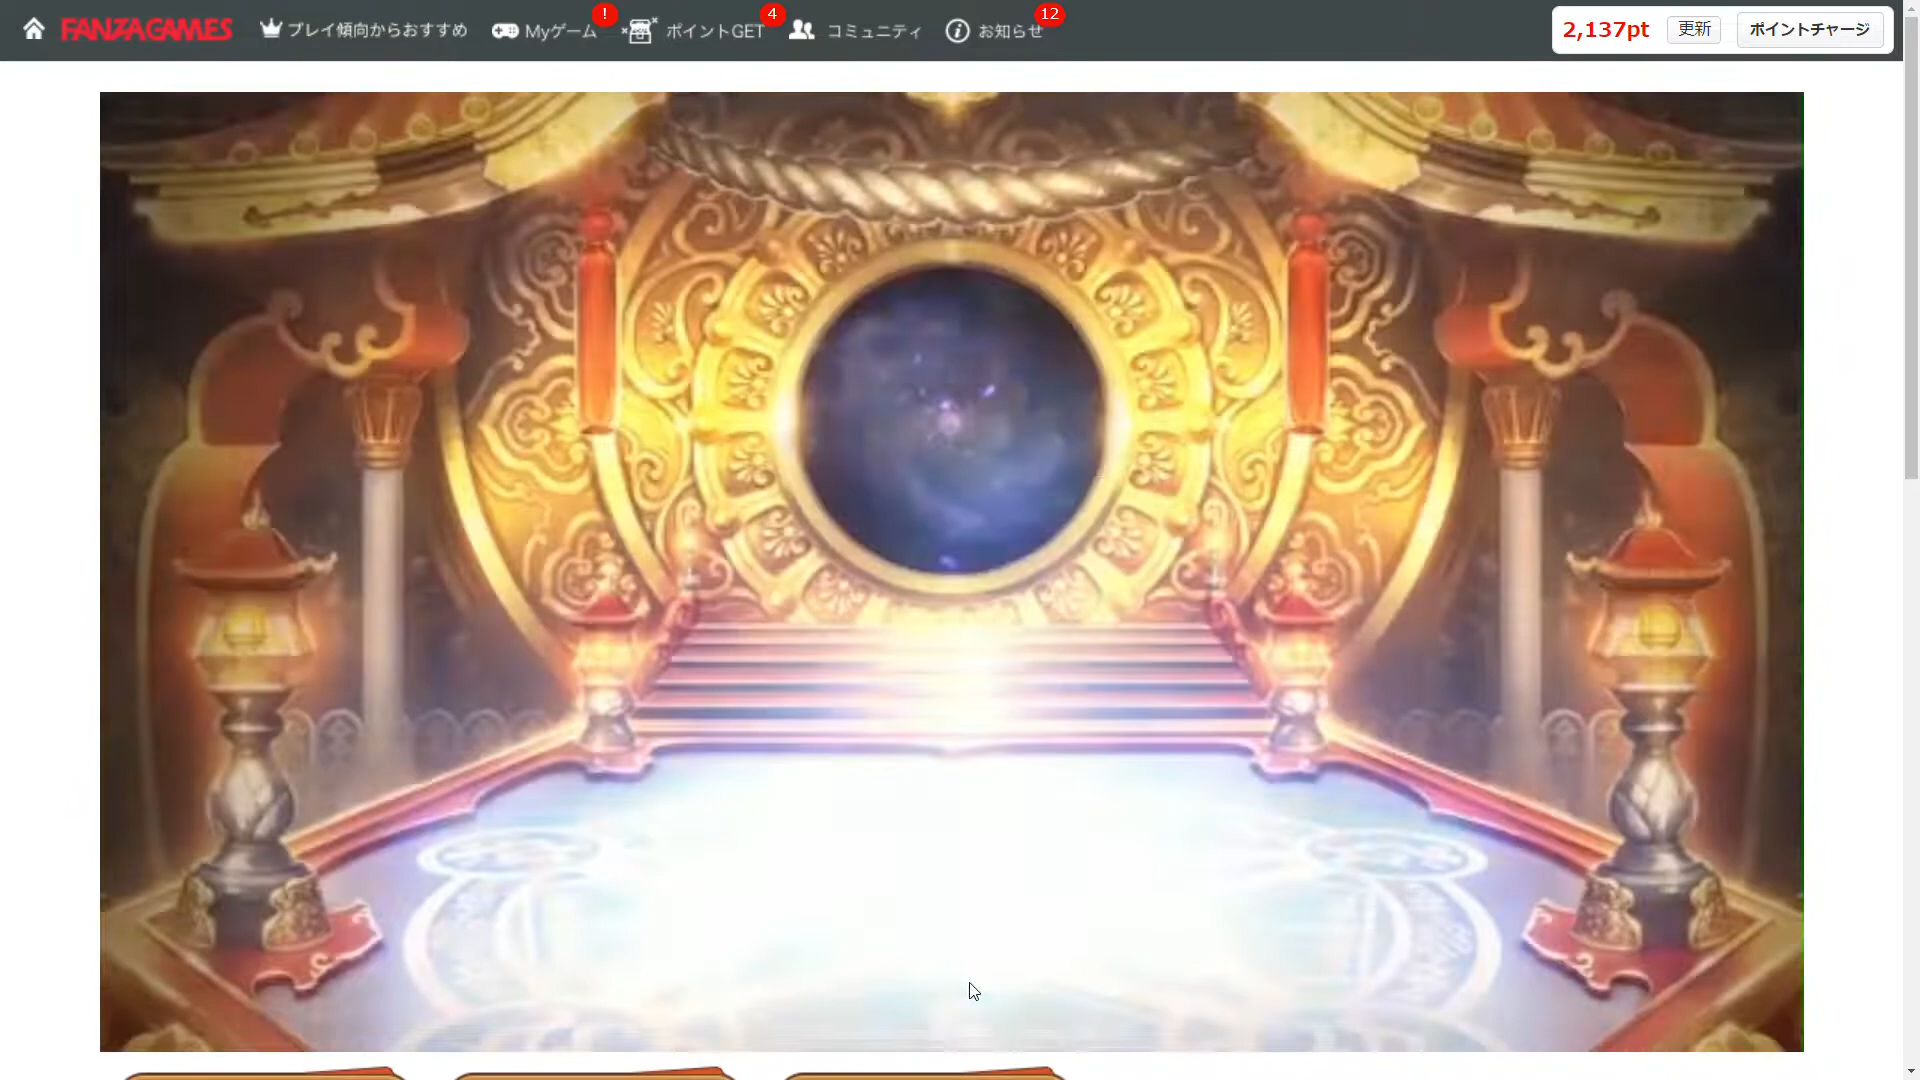 FANZAGAMES
プレイ傾向からおすすめ
Myゲーム
!
ポイントGET
4
コミュニティ
お知らせ
12
2,137pt
更新
ポイントチャージ